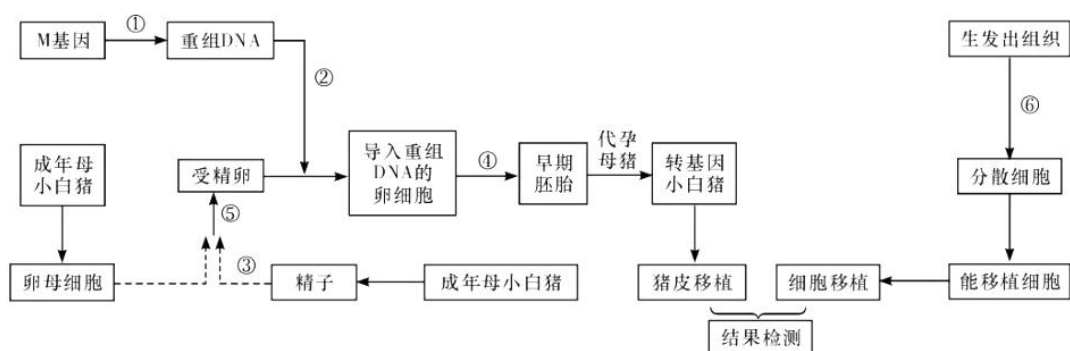 M基因
①
重组DNA
②
生发出组织
⑥
成年母
小白猪
受精卵
导入重组
DNA的
卵细胞
④
早期
胚胎
代孕
母猪
转基因
小白猪
分散细胞
⑤
③
卵母细胞
精子
成年母小白猪
猪皮移植
细胞移植
能移植细胞
结果检测